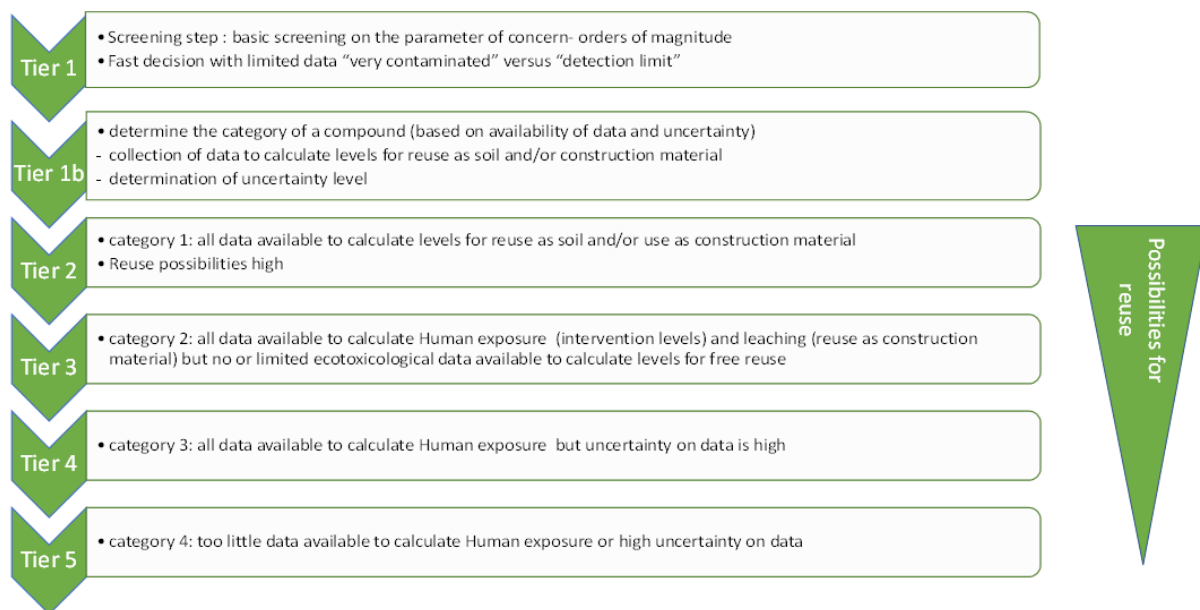 Tier 1
• Screening step : basic screening on the parameter of concern- orders of magnitude
• Fast decision with limited data “very contaminated” versus “detection limit”
Tier 1b
• determine the category of a compound (based on availability of data and uncertainty)
- collection of data to calculate levels for reuse as soil and/or construction material
- determination of uncertainty level
Tier 2
• category 1: all data available to calculate levels for reuse as soil and/or use as construction material
• Reuse possibilities high
Tier 3
• category 2: all data available to calculate Human exposure (intervention levels) and leaching (reuse as construction
material) but no or limited ecotoxicological data available to calculate levels for free reuse
Tier 4
• category 3: all data available to calculate Human exposure but uncertainty on data is high
Tier 5
• category 4: too little data available to calculate Human exposure or high uncertainty on data
Possibilities for
reuse